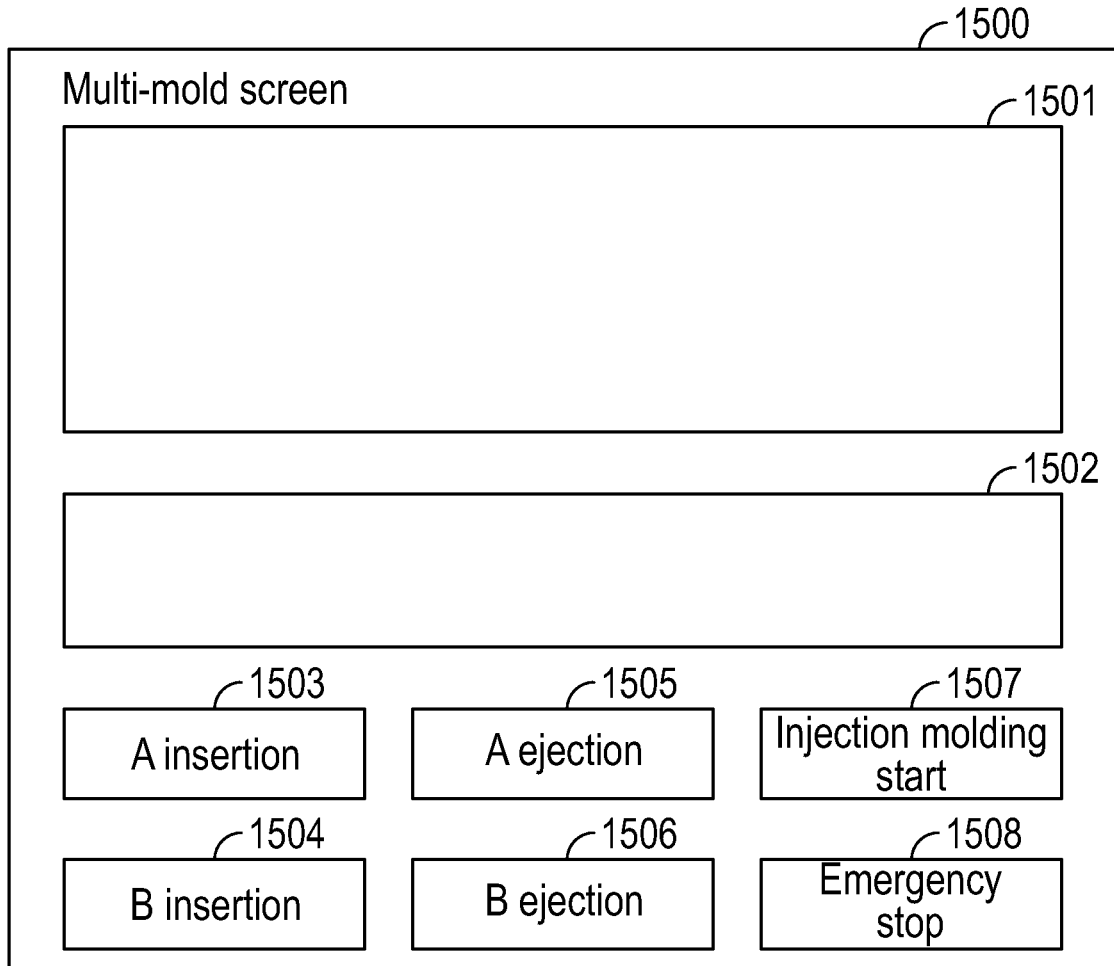 1500
Multi-mold screen
1501
1502
1503
1505
1507
A insertion
A ejection
Injection molding
start
1504
1506
1508
B insertion
B ejection
Emergency
stop